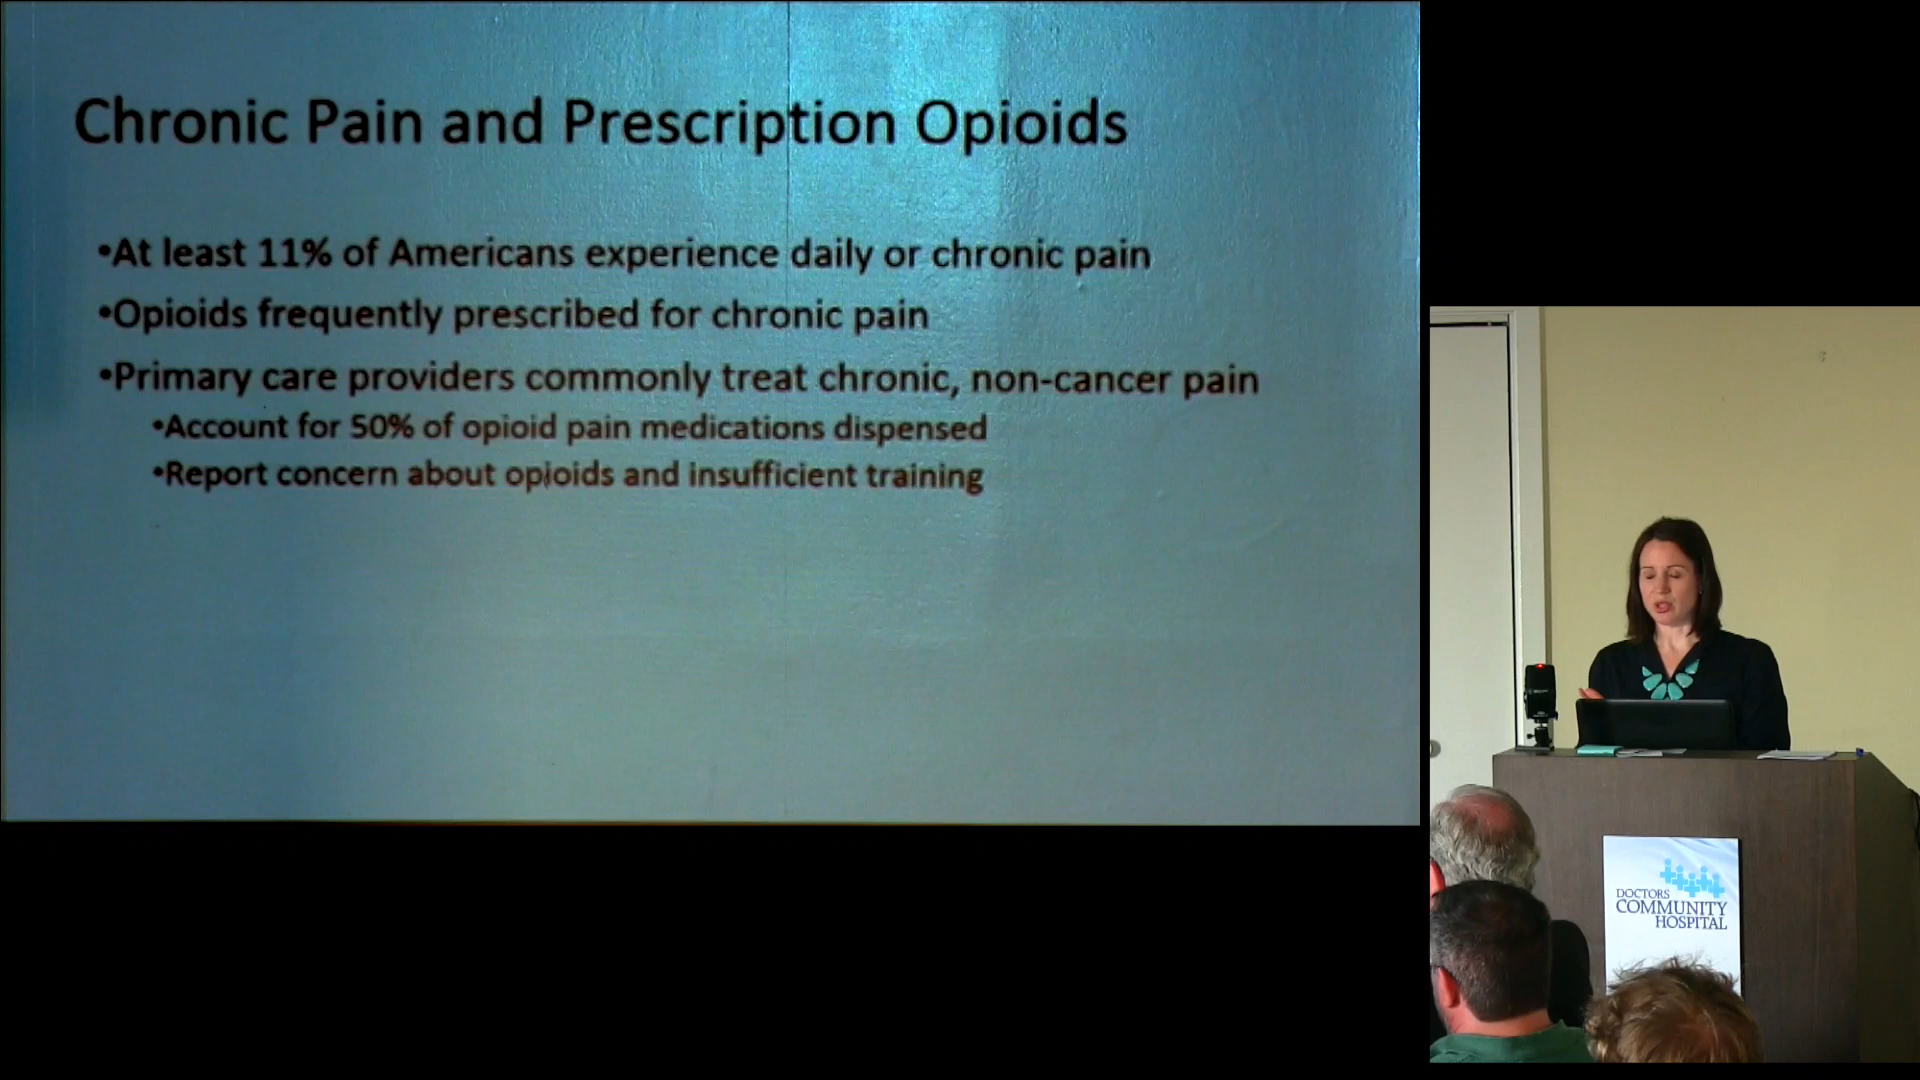 Chronic Pain and Prescription Opioids
•At least 11% of Americans experience daily or chronic pain
•Opioids frequently prescribed for chronic pain
•Primary care providers commonly treat chronic, non-cancer pain
•Account for 50% of opioid pain medications dispensed
•Report concern about opioids and insufficient training
DOCTORS
COMMUNITY
HOSPITAL